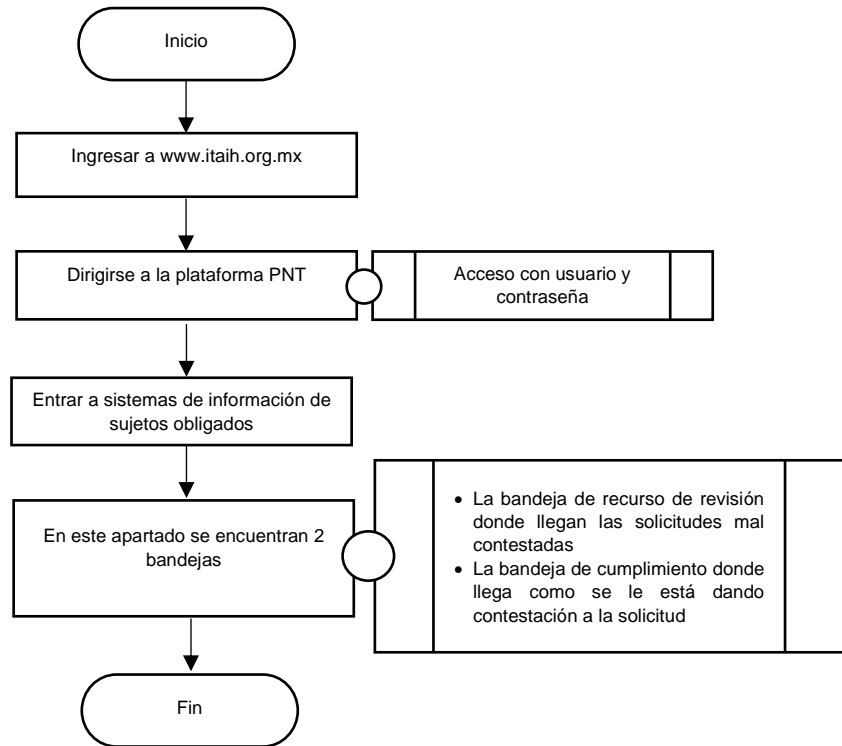 Inicio
Ingresar a www.itaih.org.mx
Dirigirse a la plataforma PNT
Acceso con usuario y
contraseña
Entrar a sistemas de información de
sujetos obligados
En este apartado se encuentran 2
bandejas
• La bandeja de recurso de revisión
donde llegan las solicitudes mal
contestadas
• La bandeja de cumplimiento donde
llega como se le está dando
contestación a la solicitud
Fin